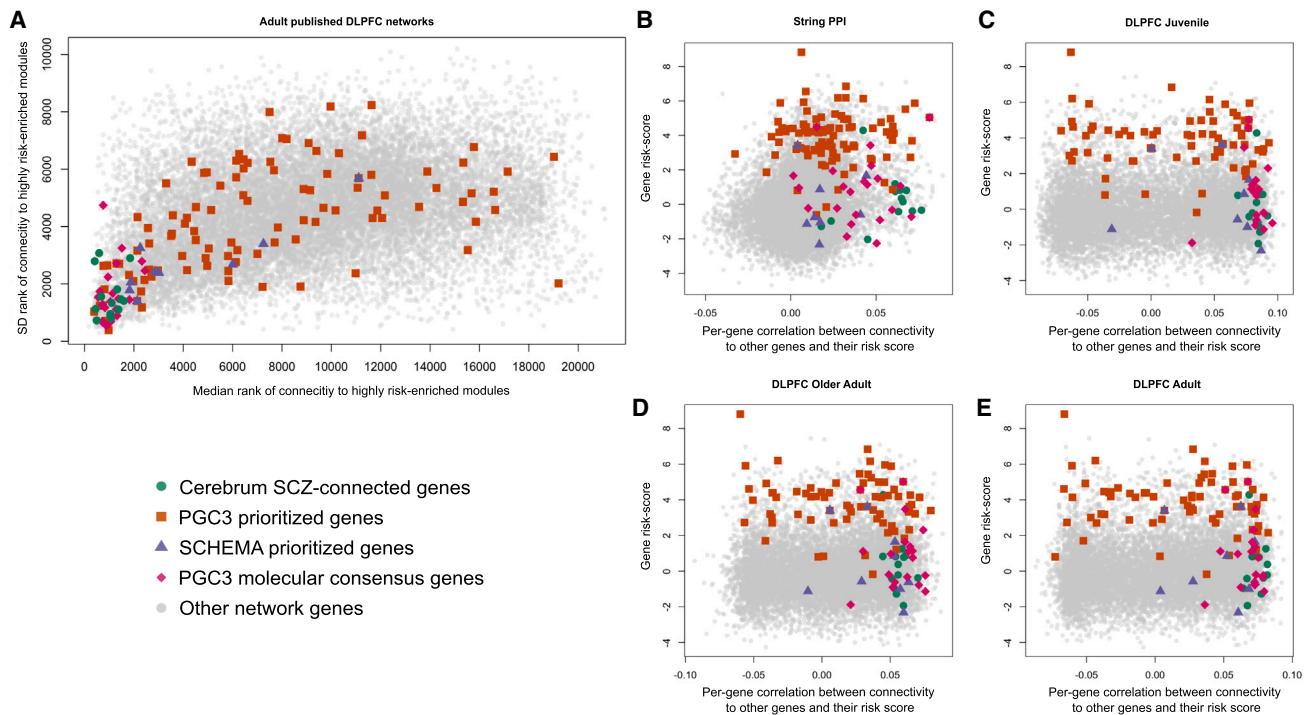 A
Adult published DLPFC networks
SD rank of connecitiy to highly risk-enriched modules
0
2000
4000
6000
8000
10000
0 2000 4000 6000 8000 10000 12000 14000 16000 18000 20000
Median rank of connecitiy to highly risk-enriched modules
B
String PPI
Gene risk-score
8
6
4
2
0
-2
-4
-0.05 0.00 0.05
Per-gene correlation between connectivity
to other genes and their risk score
C
DLPFC Juvenile
Gene risk-score
8
6
4
2
0
-2
-4
-0.05 0.00 0.05 0.10
Per-gene correlation between connectivity
to other genes and their risk score
Cerebrum SCZ-connected genes
PGC3 prioritized genes
SCHEMA prioritized genes
PGC3 molecular consensus genes
Other network genes
D
DLPFC Older Adult
Gene risk-score
8
6
4
2
0
-2
-4
-0.10 -0.05 0.00 0.05
Per-gene correlation between connectivity
to other genes and their risk score
E
DLPFC Adult
Gene risk-score
8
6
4
2
0
-2
-4
-0.05 0.00 0.05 0.10
Per-gene correlation between connectivity
to other genes and their risk score